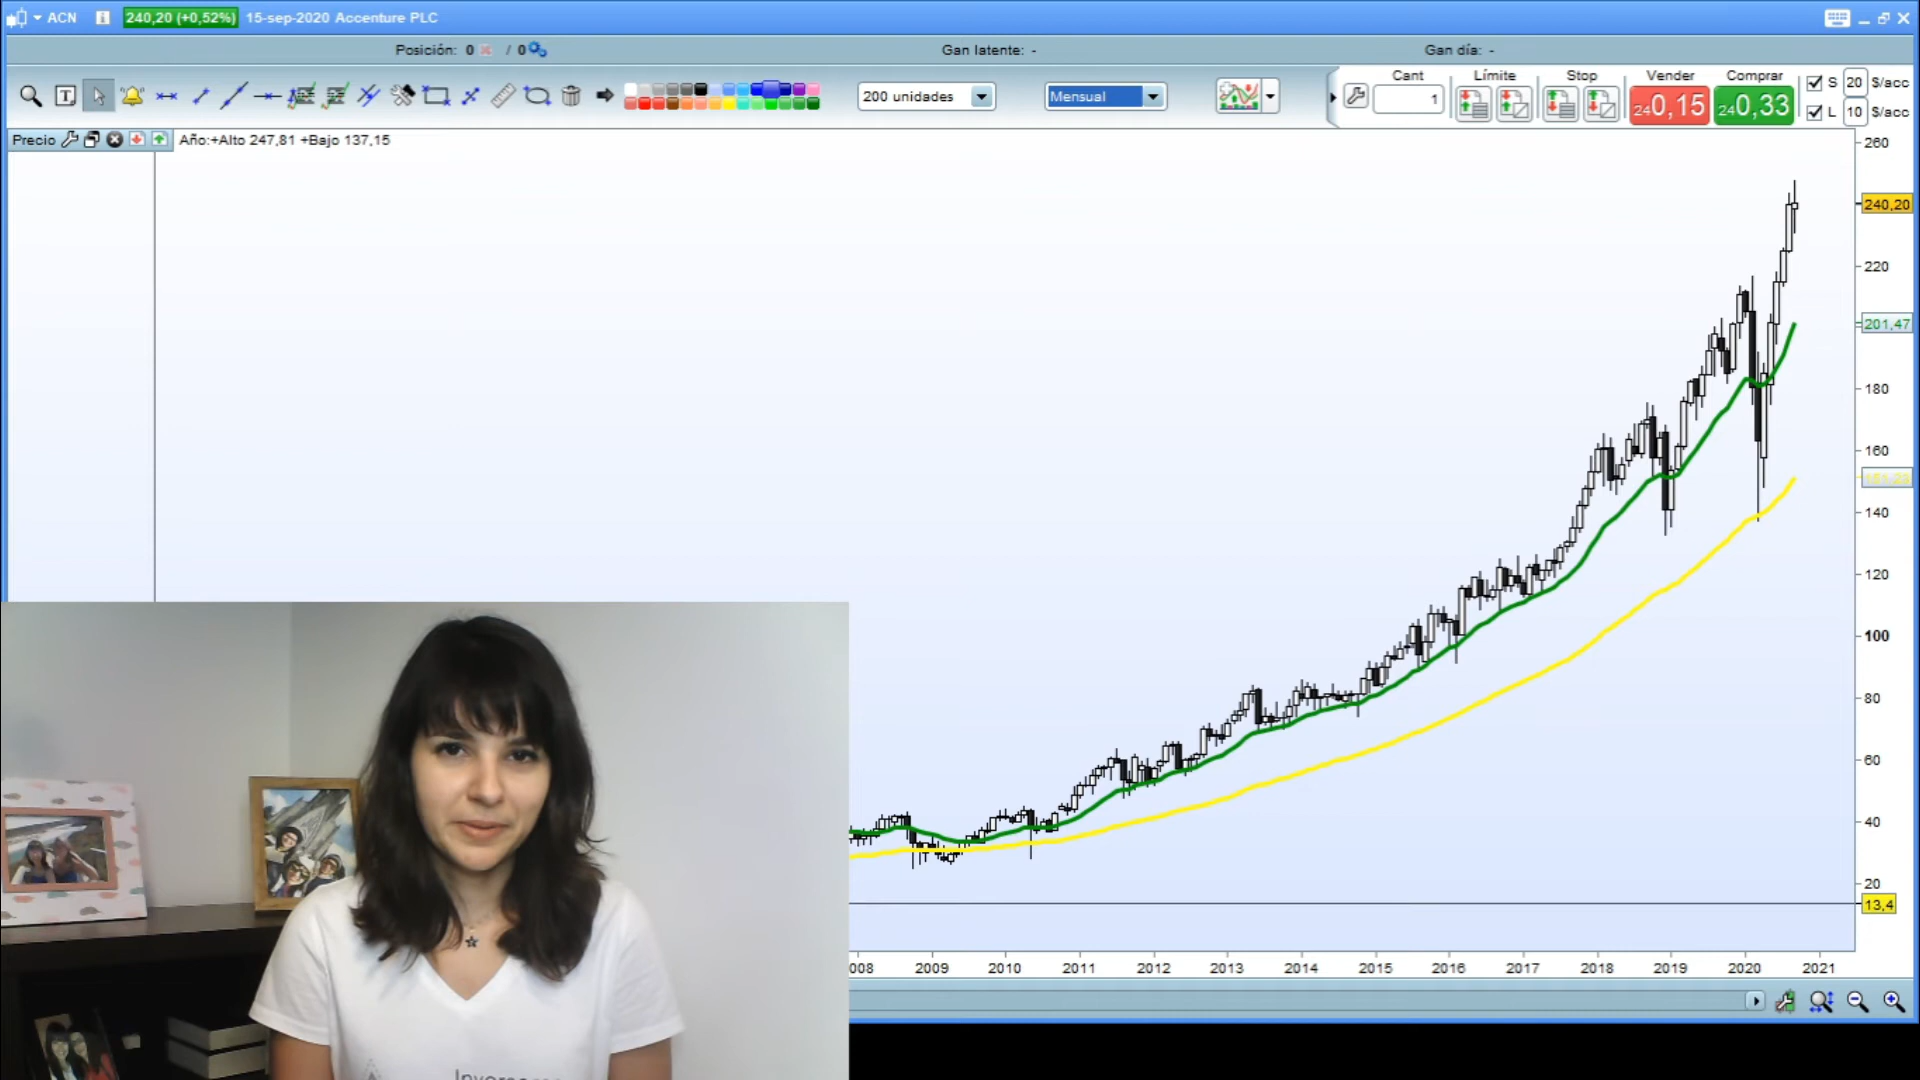 ACN 240,20 (+0,52%) 15-sep-2020 Accenture PLC
Posición: 0 / 0 Gan latente: - Gan día: -
200 unidades Mensual
Cant Límite Stop Vender Comprar
1 240,15 240,33
S 20 $/acc
L 10 $/acc
Precio Año:+Alto 247,81 +Bajo 137,15
260
240,20
220
201,47
180
160
151,23
140
120
100
80
60
40
20
13,4
008 2009 2010 2011 2012 2013 2014 2015 2016 2017 2018 2019 2020 2021